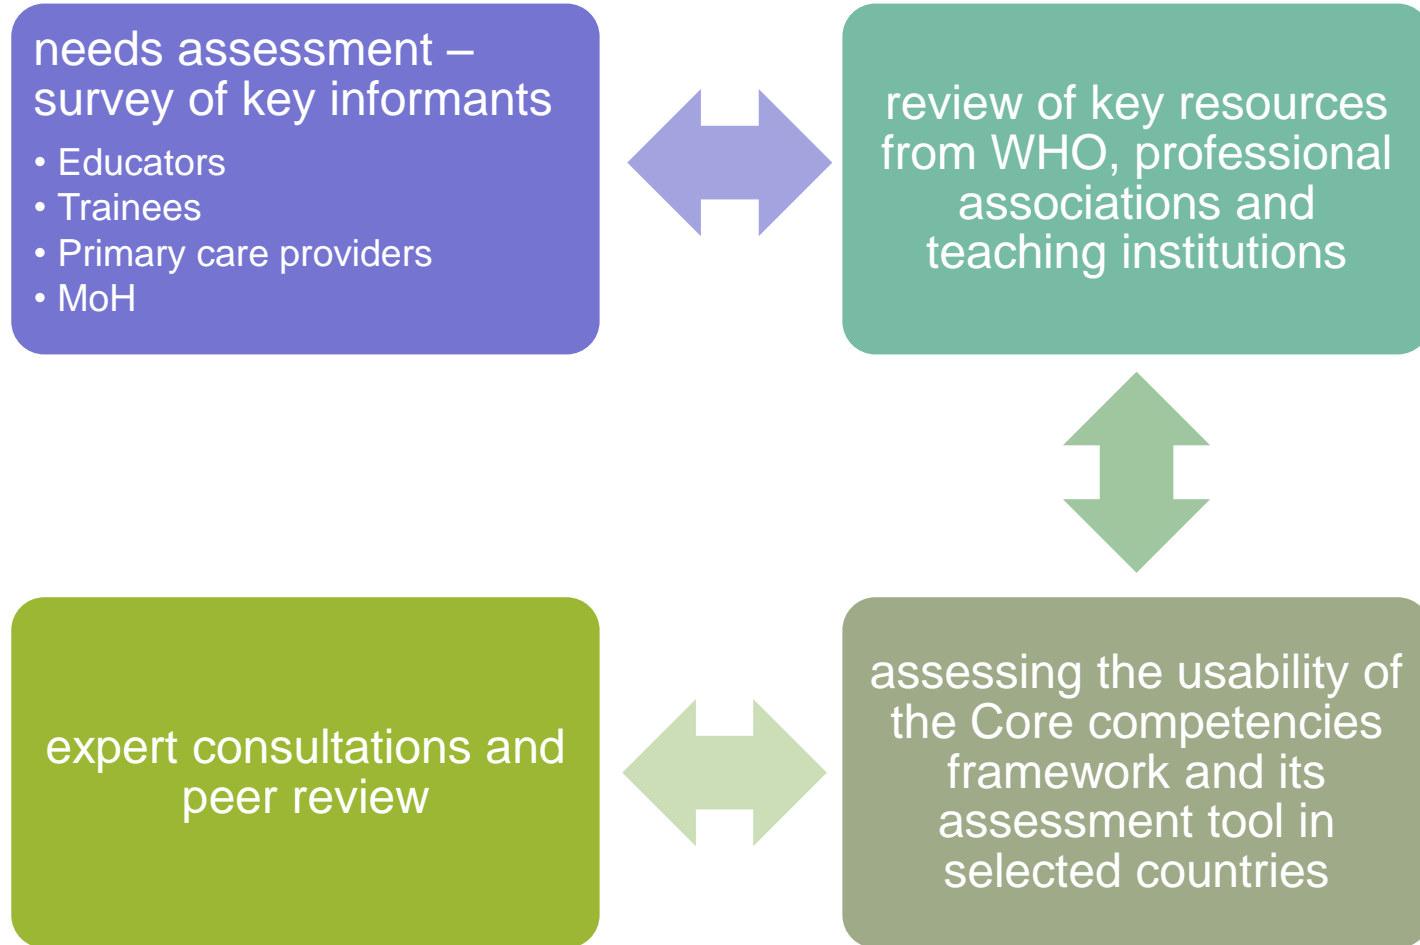 needs assessment –
survey of key informants
• Educators
• Trainees
• Primary care providers
• MoH
review of key resources
from WHO, professional
associations and
teaching institutions
expert consultations and
peer review
assessing the usability of
the Core competencies
framework and its
assessment tool in
selected countries